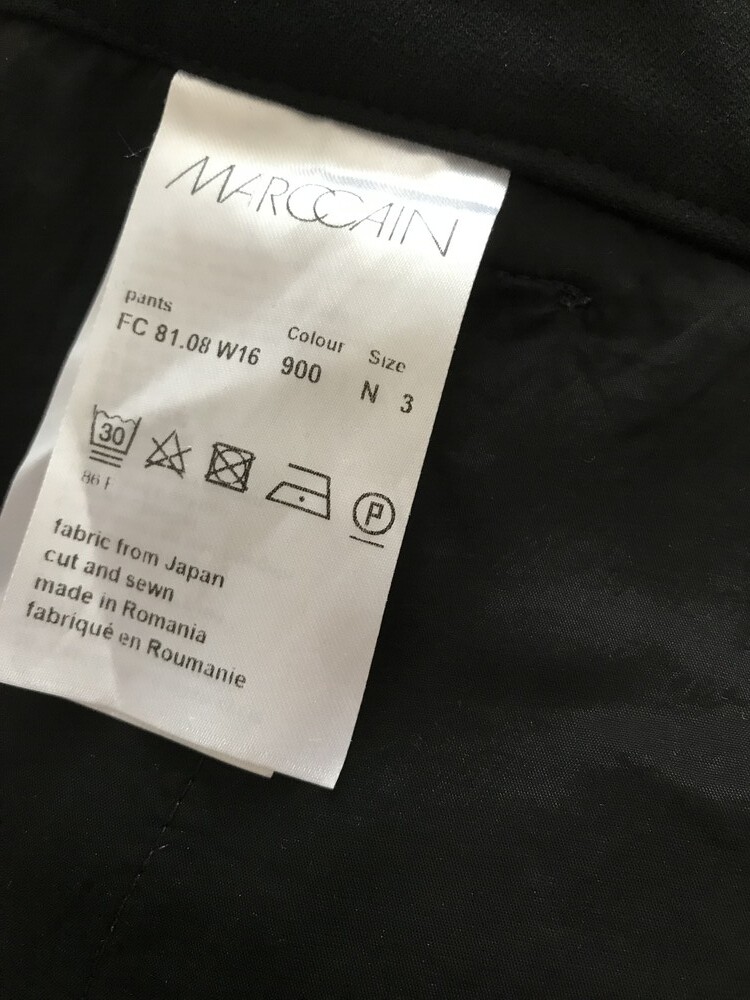 MARCCAIN
pants
FC 81.08 W16
Colour
900
Size
N 3
30
P
86 F
fabric from Japan
cut and sewn
made in Romania
fabriqué en Roumanie